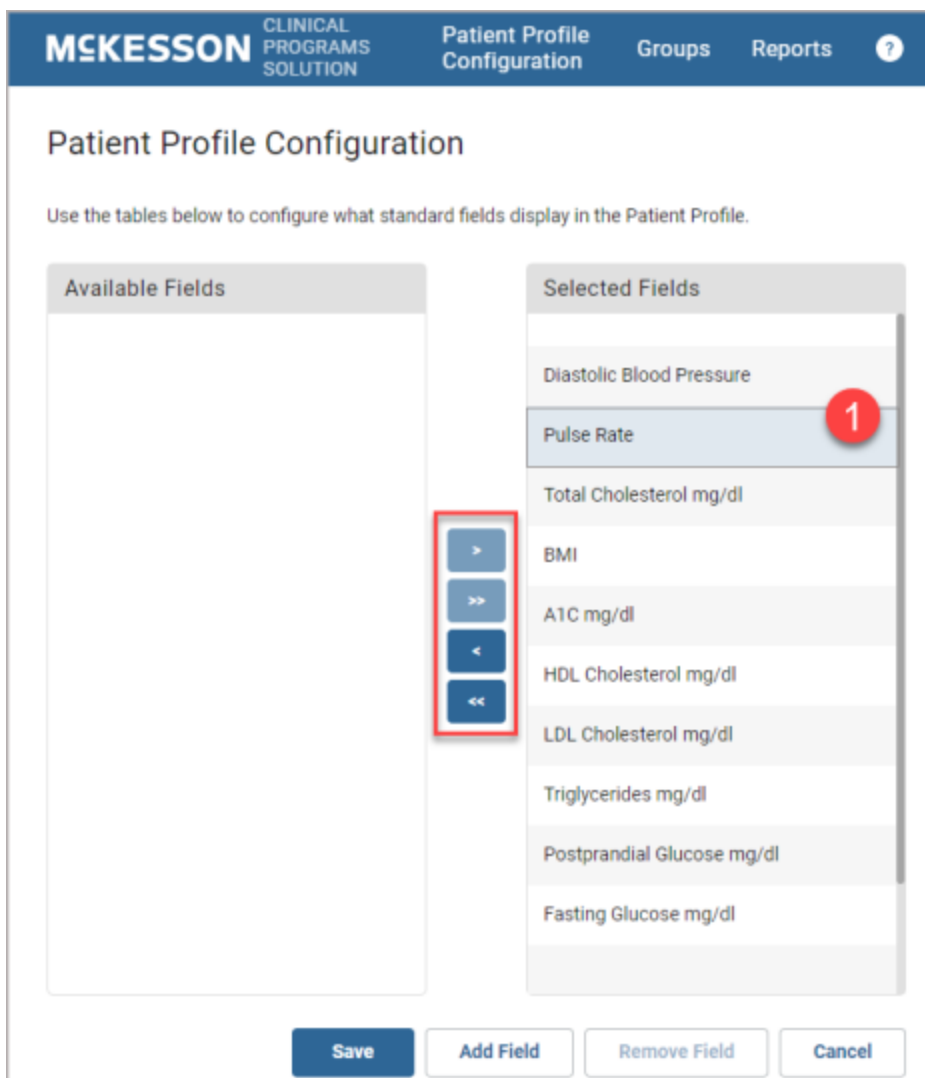 MCKESSON CLINICAL PROGRAMS SOLUTION
Patient Profile Configuration
Groups
Reports
?
Patient Profile Configuration
Use the tables below to configure what standard fields display in the Patient Profile.
Available Fields
Selected Fields
Diastolic Blood Pressure
Pulse Rate
1
Total Cholesterol mg/dl
BMI
A1C mg/dl
HDL Cholesterol mg/dl
LDL Cholesterol mg/dl
Triglycerides mg/dl
Postprandial Glucose mg/dl
Fasting Glucose mg/dl
>
>>
<
<<
Save
Add Field
Remove Field
Cancel